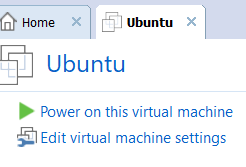 Home Ubuntu
Ubuntu
Power on this virtual machine
Edit virtual machine settings